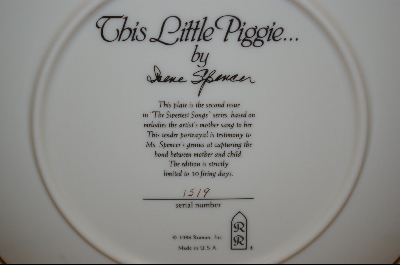 This Little Piggie...
by
Irene Spencer
This plate is the second issue
in "The Sweetest Songs" series, based on
melodies the artist's mother sang to her.
This tender portrayal is testimony to
Ms. Spencer's genius at capturing the
bond between mother and child.
The edition is strictly
limited to 10 firing days.
1519
serial number
© 1986 Roman, Inc.
Made in U.S.A.
R
R
®